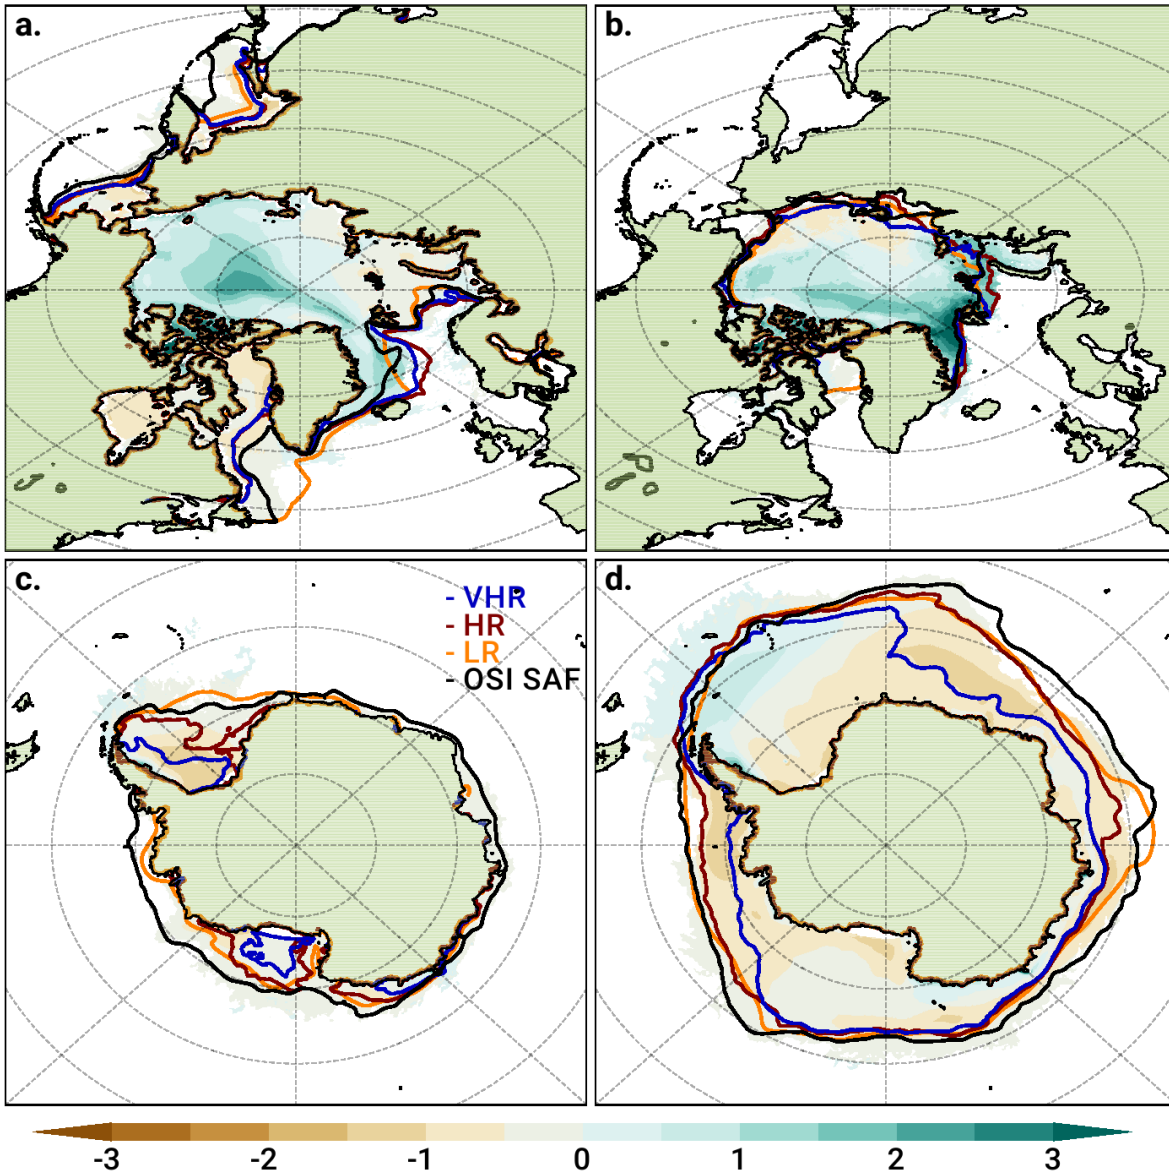 a.
b.
c.
- VHR
- HR
- LR
- OSI SAF
d.
-3 -2 -1 0 1 2 3